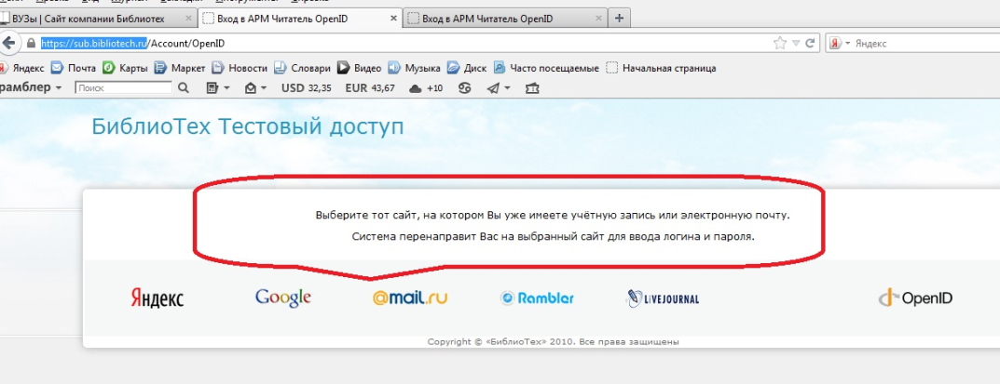 ВУЗы | Сайт компании Библиотех × Вход в АРМ Читатель OpenID × Вход в АРМ Читатель OpenID × +
https://sub.bibliotech.ru/Account/OpenID Яндекс
Яндекс Почта Карты Маркет Новости Словари Видео Музыка Диск Часто посещаемые Начальная страница
рамблер Поиск USD 32,35 EUR 43,67 +10
БиблиоТех Тестовый доступ
Выберите тот сайт, на котором Вы уже имеете учётную запись или электронную почту.
Система перенаправит Вас на выбранный сайт для ввода логина и пароля.
Яндекс Google @mail.ru Rambler LIVEJOURNAL OpenID
Copyright © «БиблиоТех» 2010. Все права защищены